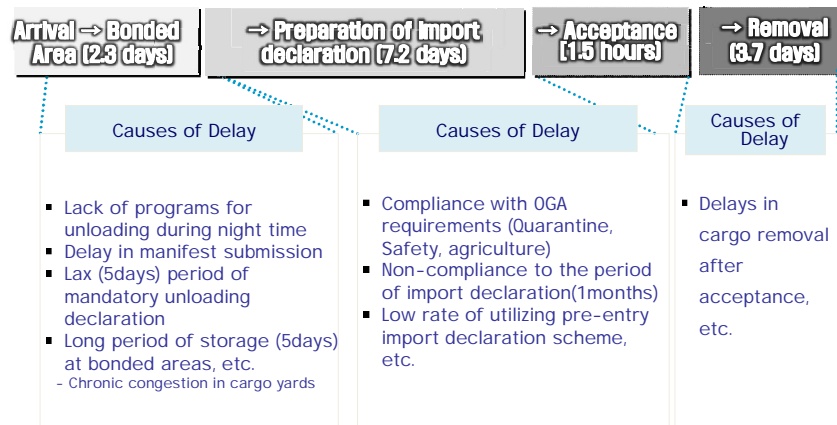 Arrival → Bonded
Area (2.3 days)
→ Preparation of import
declaration (7.2 days)
→ Acceptance
[1.5 hours)
→ Removal
(3.7 days)
Causes of Delay
▪ Lack of programs for
unloading during night time
▪ Delay in manifest submission
▪ Lax (5days) period of
mandatory unloading
declaration
▪ Long period of storage (5days)
at bonded areas, etc.
- Chronic congestion in cargo yards
Causes of Delay
▪ Compliance with OGA
requirements (Quarantine,
Safety, agriculture)
▪ Non-compliance to the period
of import declaration(1months)
▪ Low rate of utilizing pre-entry
import declaration scheme,
etc.
Causes of
Delay
▪ Delays in
cargo removal
after
acceptance,
etc.